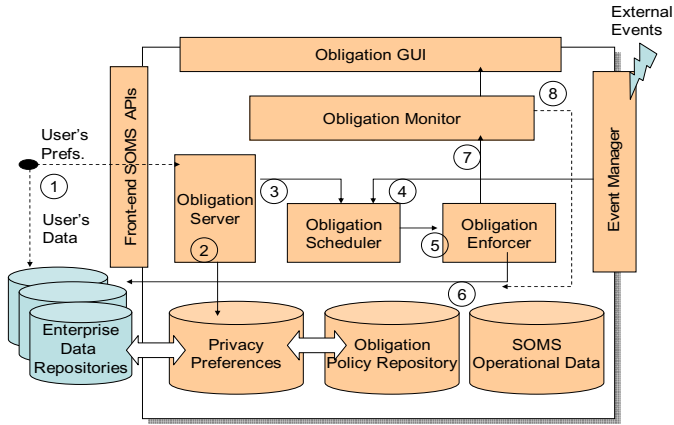 External
Events
Obligation GUI
Front-end SOMS APIs
Obligation Monitor
8
Event Manager
User's
Prefs.
1
User's
Data
Obligation
Server
2
3
4
7
Obligation
Scheduler
5
Obligation
Enforcer
6
Enterprise
Data
Repositories
Privacy
Preferences
Obligation
Policy Repository
SOMS
Operational Data